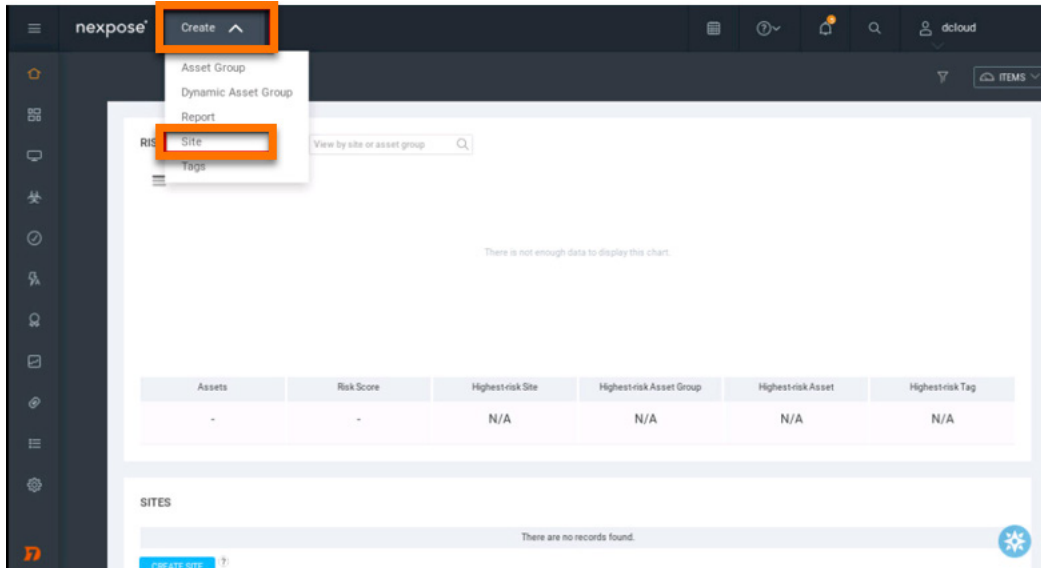 nexpose
Create
dcloud
Asset Group
Dynamic Asset Group
ITEMS
Report
RIS
Site
View by site or asset group
Tags
There is not enough data to display this chart.
Assets Risk Score Highest-risk Site Highest-risk Asset Group Highest-risk Asset Highest-risk Tag
- - N/A N/A N/A N/A
SITES
There are no records found.
CREATE SITE ?